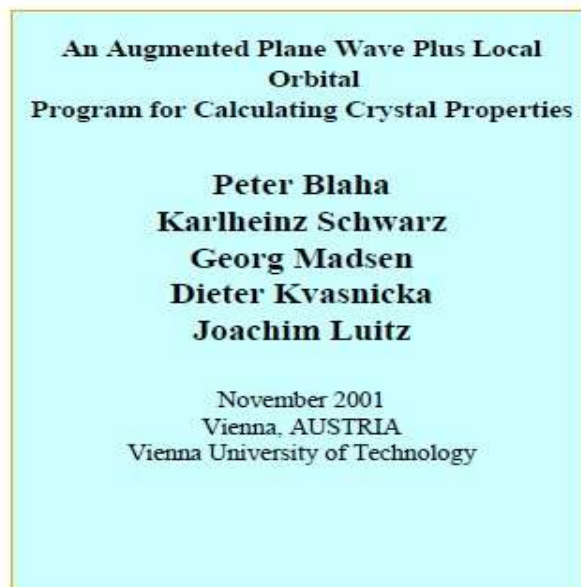 An Augmented Plane Wave Plus Local
Orbital
Program for Calculating Crystal Properties
Peter Blaha
Karlheinz Schwarz
Georg Madsen
Dieter Kvasnicka
Joachim Luitz
November 2001
Vienna, AUSTRIA
Vienna University of Technology